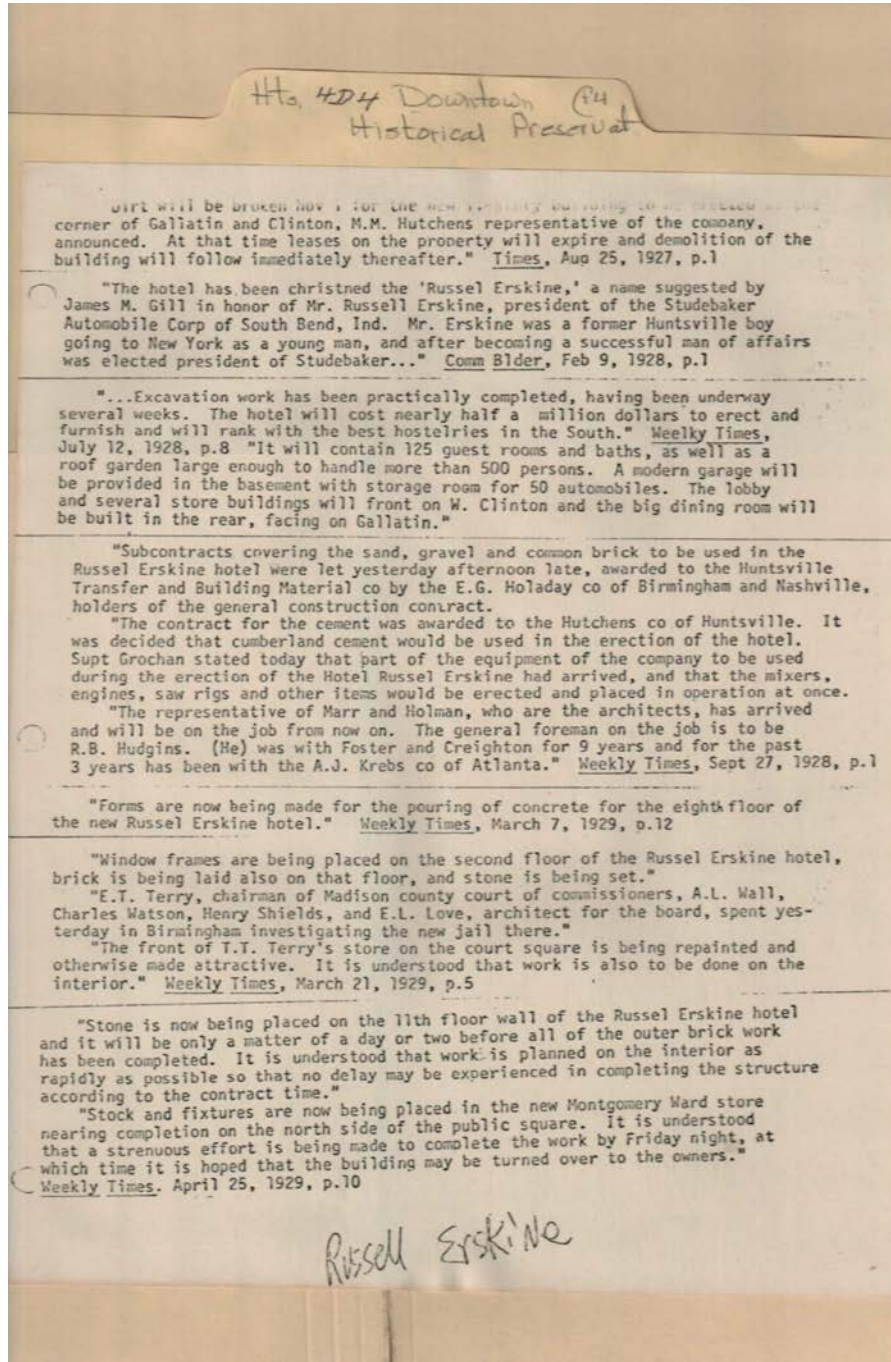 Hts. 4D4 Downtown
Historical Preservat
Dirt will be broken Nov 1 for the new
corner of Gallatin and Clinton, M.M. Hutchens representative of the company,
announced. At that time leases on the property will expire and demolition of the
building will follow immediately thereafter." Times, Aug 25, 1927, p.1
"The hotel has been christned the 'Russel Erskine,' a name suggested by
James M. Gill in honor of Mr. Russell Erskine, president of the Studebaker
Automobile Corp of South Bend, Ind. Mr. Erskine was a former Huntsville boy
going to New York as a young man, and after becoming a successful man of affairs
was elected president of Studebaker..." Comm Blder, Feb 9, 1928, p.1
"...Excavation work has been practically completed, having been underway
several weeks. The hotel will cost nearly half a million dollars to erect and
furnish and will rank with the best hostelries in the South." Weelky Times,
July 12, 1928, p.8 "It will contain 125 guest rooms and baths, as well as a
roof garden large enough to handle more than 500 persons. A modern garage will
be provided in the basement with storage room for 50 automobiles. The lobby
and several store buildings will front on W. Clinton and the big dining room will
be built in the rear, facing on Gallatin."
"Subcontracts covering the sand, gravel and common brick to be used in the
Russel Erskine hotel were let yesterday afternoon late, awarded to the Huntsville
Transfer and Building Material co by the E.G. Holaday co of Birmingham and Nashville,
holders of the general construction contract.
"The contract for the cement was awarded to the Hutchens co of Huntsville. It
was decided that cumberland cement would be used in the erection of the hotel.
Supt Grochan stated today that part of the equipment of the company to be used
during the erection of the Hotel Russel Erskine had arrived, and that the mixers,
engines, saw rigs and other items would be erected and placed in operation at once.
"The representative of Marr and Holman, who are the architects, has arrived
and will be on the job from now on. The general foreman on the job is to be
R.B. Hudgins. (He) was with Foster and Creighton for 9 years and for the past
3 years has been with the A.J. Krebs co of Atlanta." Weekly Times, Sept 27, 1928, p.1
"Forms are now being made for the pouring of concrete for the eighth floor of
the new Russel Erskine hotel." Weekly Times, March 7, 1929, p.12
"Window frames are being placed on the second floor of the Russel Erskine hotel,
brick is being laid also on that floor, and stone is being set."
"E.T. Terry, chairman of Madison county court of commissioners, A.L. Wall,
Charles Watson, Henry Shields, and E.L. Love, architect for the board, spent yes-
terday in Birmingham investigating the new jail there."
"The front of T.T. Terry's store on the court square is being repainted and
otherwise made attractive. It is understood that work is also to be done on the
interior." Weekly Times, March 21, 1929, p.5
"Stone is now being placed on the 11th floor wall of the Russel Erskine hotel
and it will be only a matter of a day or two before all of the outer brick work
has been completed. It is understood that work is planned on the interior as
rapidly as possible so that no delay may be experienced in completing the structure
according to the contract time."
"Stock and fixtures are now being placed in the new Montgomery Ward store
nearing completion on the north side of the public square. It is understood
that a strenuous effort is being made to complete the work by Friday night, at
which time it is hoped that the building may be turned over to the owners."
Weekly Times. April 25, 1929, p.10
Russell Erskine